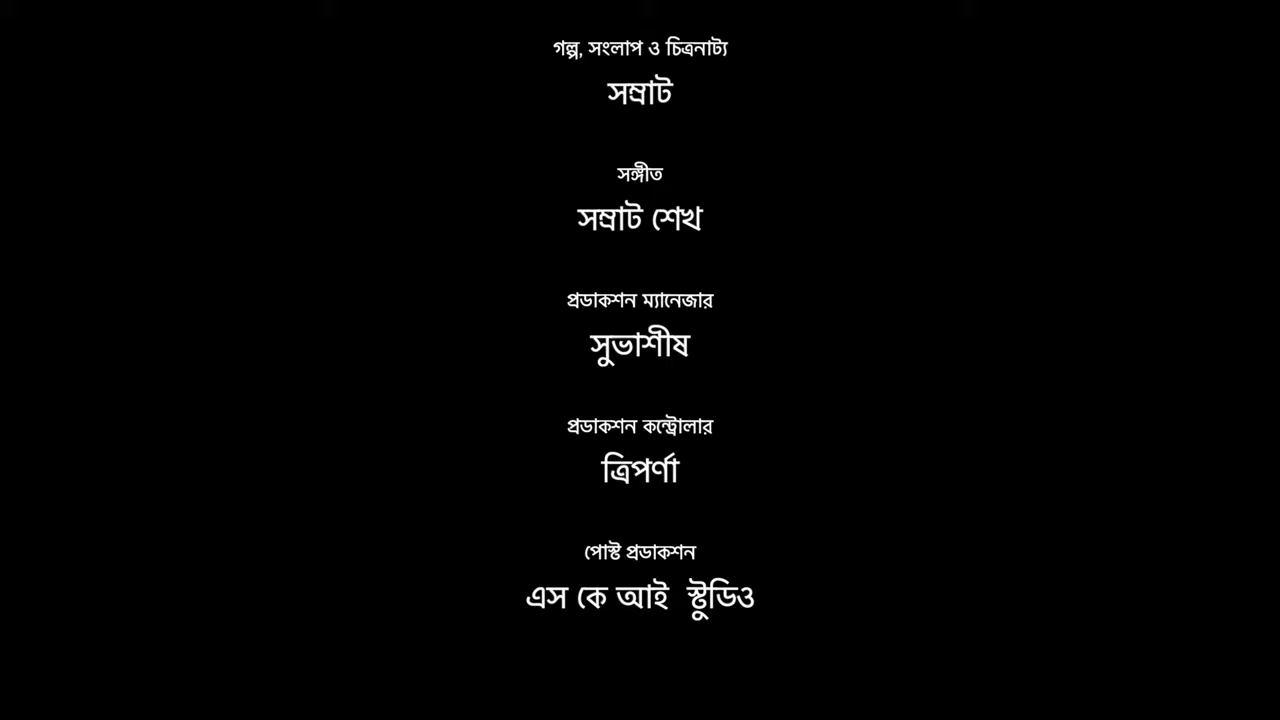 গল্প, সংলাপ ও চিত্রনাট্য
সম্রাট
সঙ্গীত
সম্রাট শেখ
প্রডাকশন ম্যানেজার
সুভাশীষ
প্রডাকশন কন্ট্রোলার
ত্রিপর্ণা
পোস্ট প্রডাকশন
এস কে আই স্টুডিও